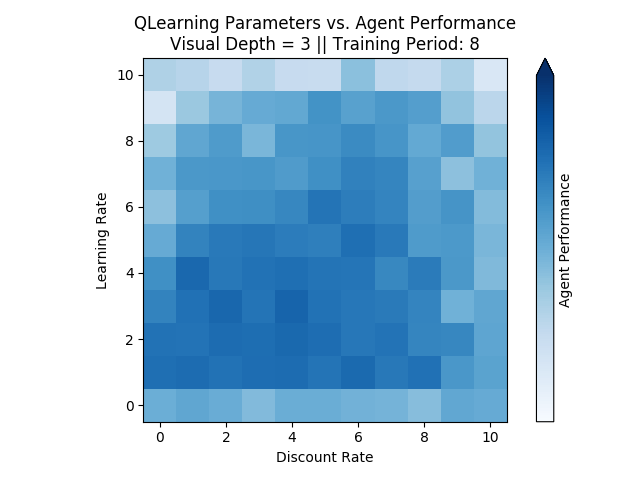 QLearning Parameters vs. Agent Performance
Visual Depth = 3 || Training Period: 8
10
8
6
4
2
0
Learning Rate
0 2 4 6 8 10
Discount Rate
Agent Performance